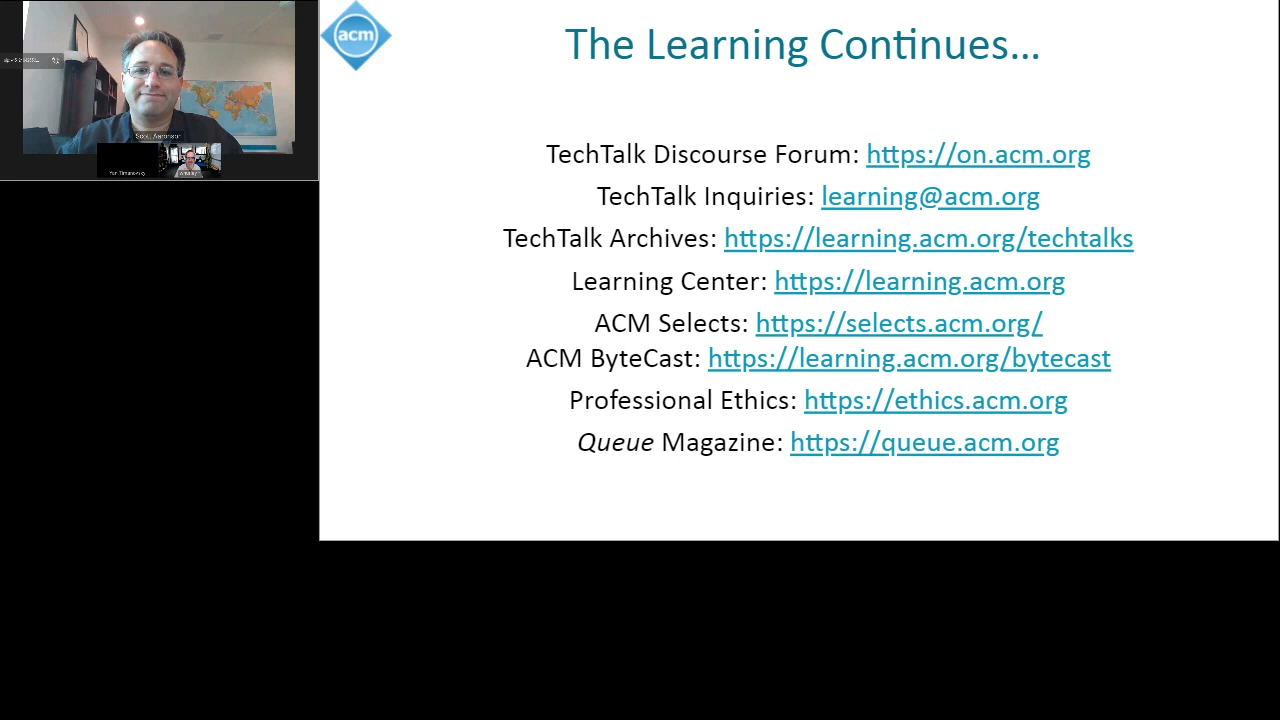 acm
The Learning Continues...
TechTalk Discourse Forum: https://on.acm.org
TechTalk Inquiries: learning@acm.org
TechTalk Archives: https://learning.acm.org/techtalks
Learning Center: https://learning.acm.org
ACM Selects: https://selects.acm.org/
ACM ByteCast: https://learning.acm.org/bytecast
Professional Ethics: https://ethics.acm.org
Queue Magazine: https://queue.acm.org
Scott Aaronson